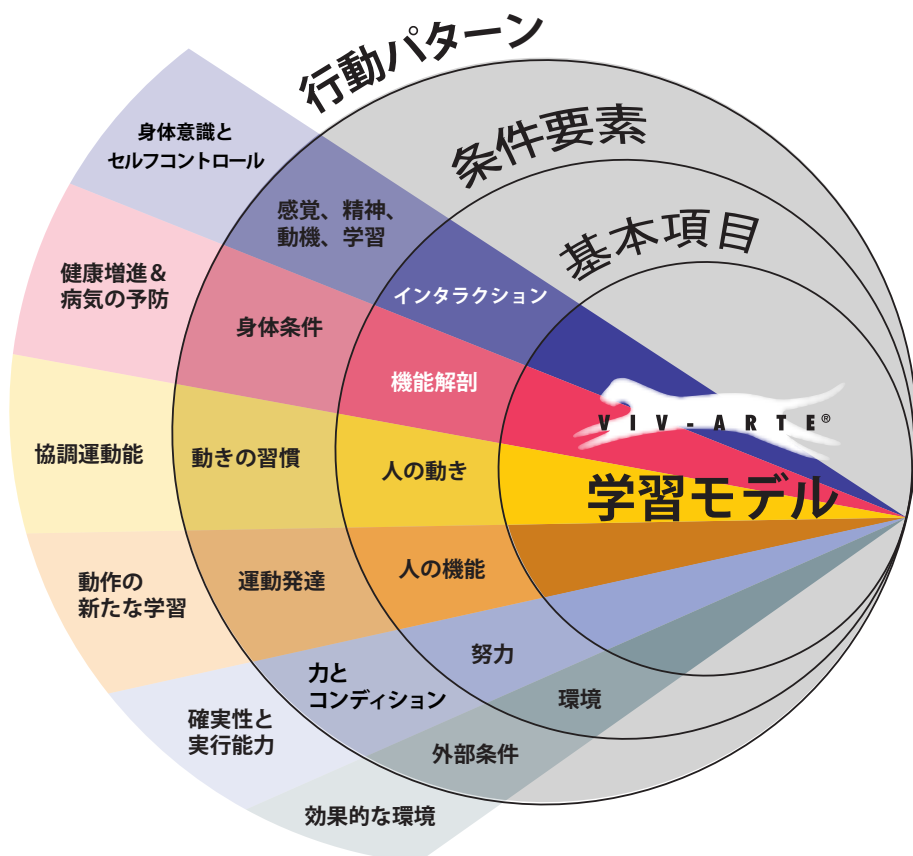 行動パターン
条件要素
基本項目
身体意識と
セルフコントロール
感覚、精神、
動機、学習
インタラクション
健康増進＆
病気の予防
身体条件
機能解剖
VIV-ARTE®
学習モデル
協調運動能
動きの習慣
人の動き
動作の
新たな学習
運動発達
人の機能
確実性と
実行能力
力と
コンディション
努力
効果的な環境
外部条件
環境